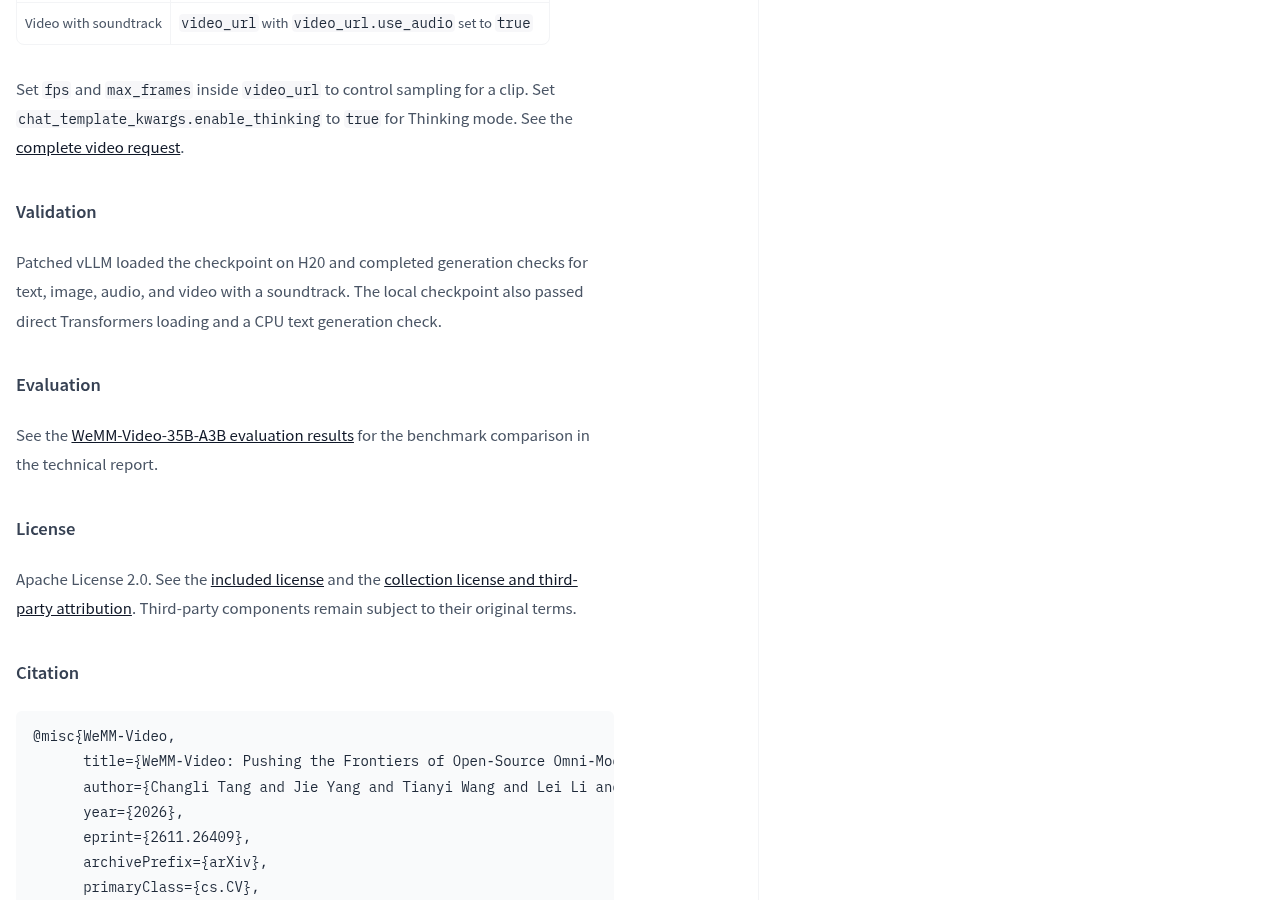 Video with soundtrack video_url with video_url.use_audio set to true
Set fps and max_frames inside video_url to control sampling for a clip. Set
chat_template_kwargs.enable_thinking to true for Thinking mode. See the
complete video request.
Validation
Patched vLLM loaded the checkpoint on H20 and completed generation checks for
text, image, audio, and video with a soundtrack. The local checkpoint also passed
direct Transformers loading and a CPU text generation check.
Evaluation
See the WeMM-Video-35B-A3B evaluation results for the benchmark comparison in
the technical report.
License
Apache License 2.0. See the included license and the collection license and third-
party attribution. Third-party components remain subject to their original terms.
Citation
@misc{WeMM-Video,
title={WeMM-Video: Pushing the Frontiers of Open-Source Omni-Mo
author={Changli Tang and Jie Yang and Tianyi Wang and Lei Li an
year={2026},
eprint={2611.26409},
archivePrefix={arXiv},
primaryClass={cs.CV},